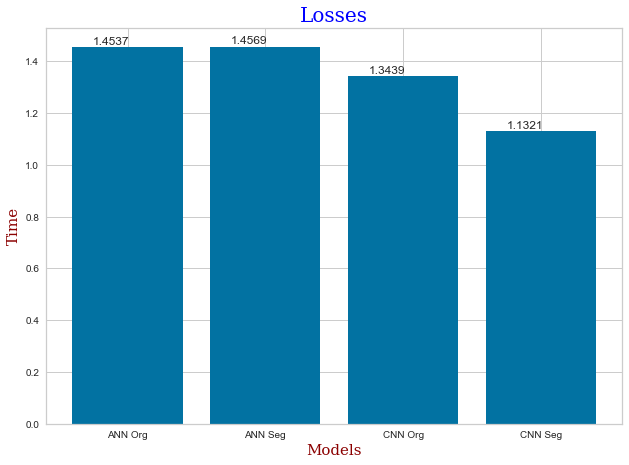 Losses
1.4537
1.4569
1.3439
1.1321
Time
1.4
1.2
1.0
0.8
0.6
0.4
0.2
0.0
ANN Org
ANN Seg
CNN Org
CNN Seg
Models